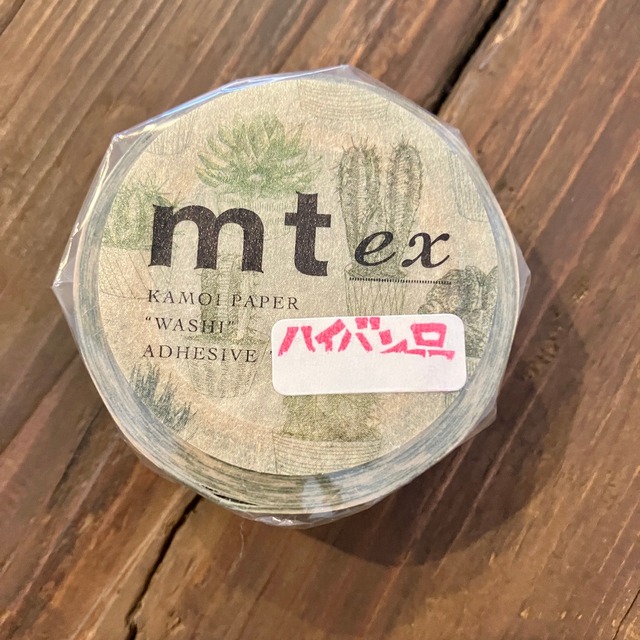 mt ex
KAMOI PAPER
"WASHI"
ADHESIVE
ハイバン品